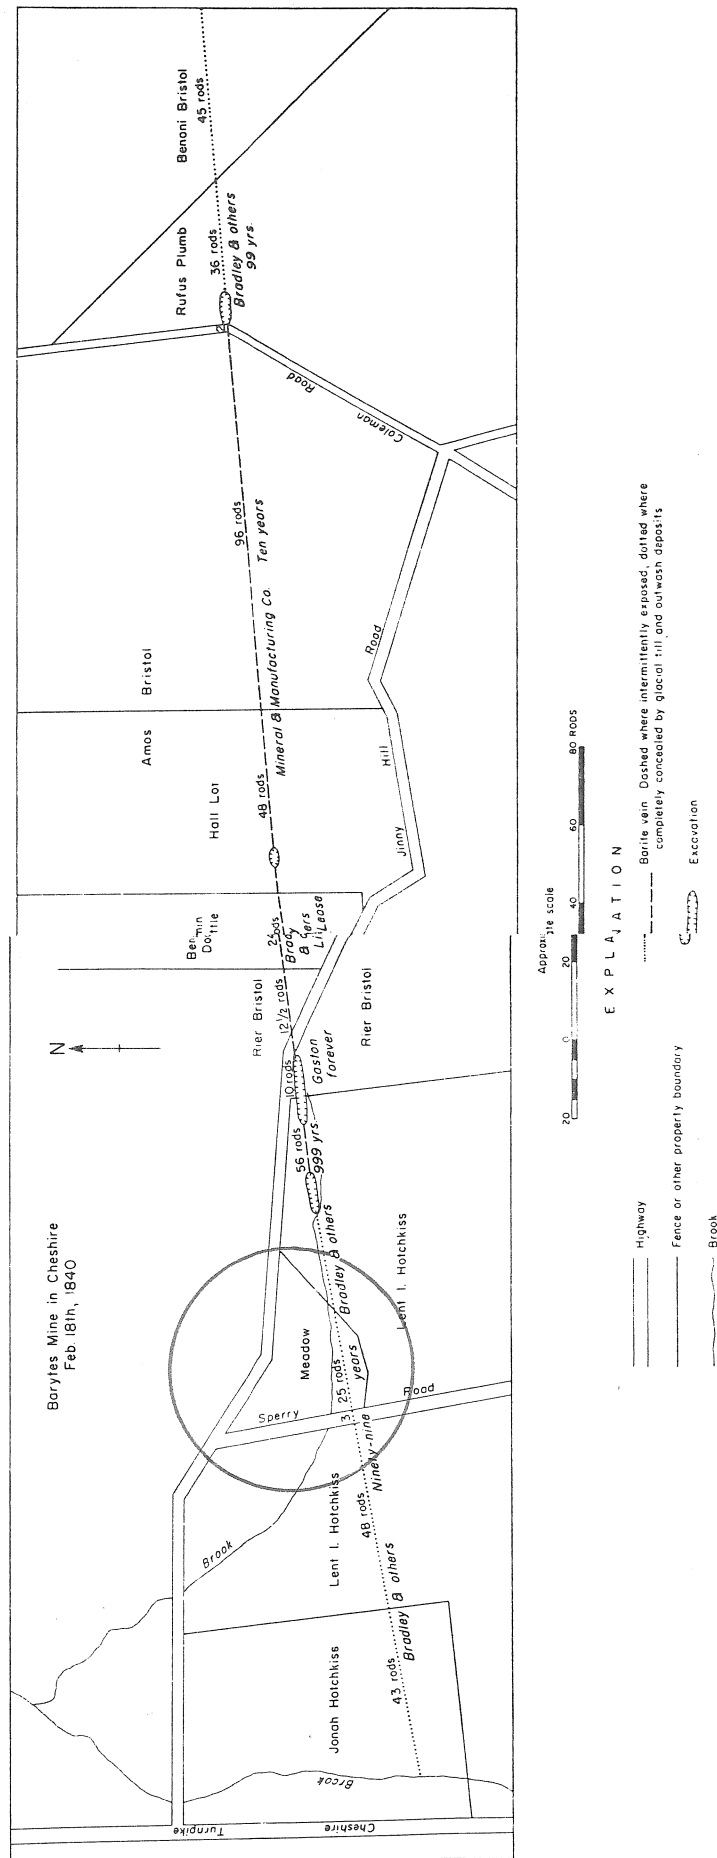 Barytes Mine in Cheshire
Feb. 18th, 1840
N
Cheshire
Turnpike
Brook
Jonah Hotchkiss
43 rods
Bradley & others
Brook
Lent I. Hotchkiss
48 rods
Ninety-nine
years
Sperry
Road
3
25 rods
Meadow
Bradley & others
Lent I. Hotchkiss
56 rods
999 yrs.
10 rods
Gaston
forever
Rier Bristol
12 1/2 rods
Rier Bristol
rods
Lease
Hall Lot
48 rods
Jinny
Hill
Road
Amos Bristol
Mineral & Manufacturing Co.
Ten years
96 rods
Coleman
Road
2
Rufus Plumb
36 rods
Bradley & others
99 yrs.
Benoni Bristol
45 rods
scale
20 0 20 40 60 80 RODS
EXPLANATION
Highway
Fence or other property boundary
Brook
Barite vein Dashed where intermittently exposed, dotted where
completely concealed by glacial till and outwash deposits
Excavation